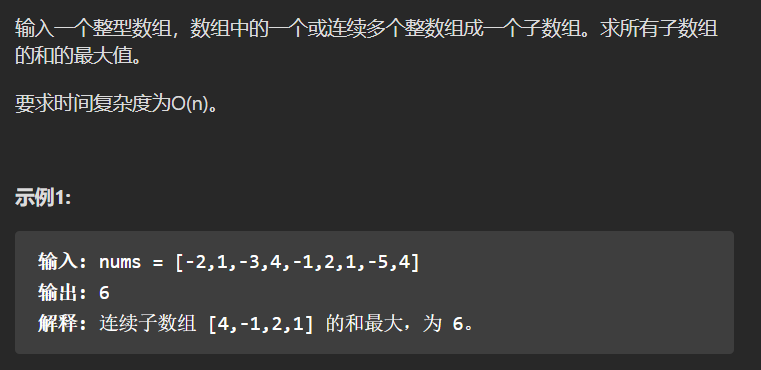 输入一个整型数组，数组中的一个或连续多个整数组成一个子数组。求所有子数组
的和的最大值。
要求时间复杂度为O(n)。
示例1:
输入: nums = [-2,1,-3,4,-1,2,1,-5,4]
输出: 6
解释: 连续子数组 [4,-1,2,1] 的和最大，为 6。